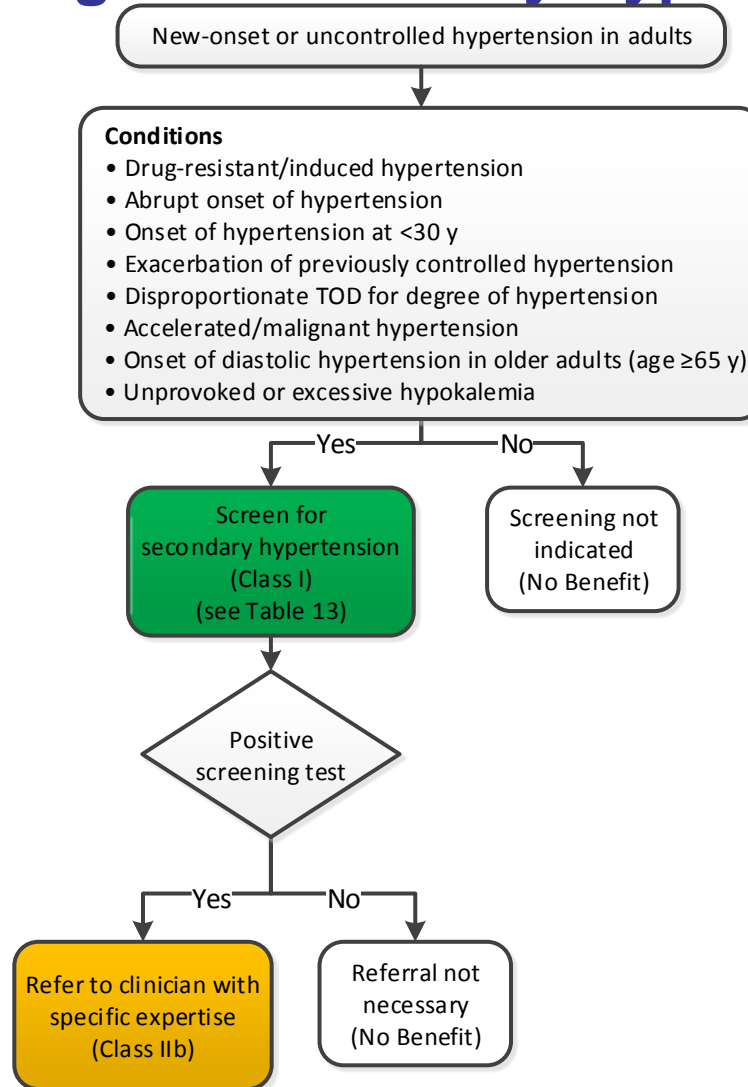 New-onset or uncontrolled hypertension in adults
Conditions
• Drug-resistant/induced hypertension
• Abrupt onset of hypertension
• Onset of hypertension at <30 y
• Exacerbation of previously controlled hypertension
• Disproportionate TOD for degree of hypertension
• Accelerated/malignant hypertension
• Onset of diastolic hypertension in older adults (age ≥65 y)
• Unprovoked or excessive hypokalemia
Yes
No
Screen for
secondary hypertension
(Class I)
(see Table 13)
Screening not
indicated
(No Benefit)
Positive
screening test
Yes
No
Refer to clinician with
specific expertise
(Class IIb)
Referral not
necessary
(No Benefit)